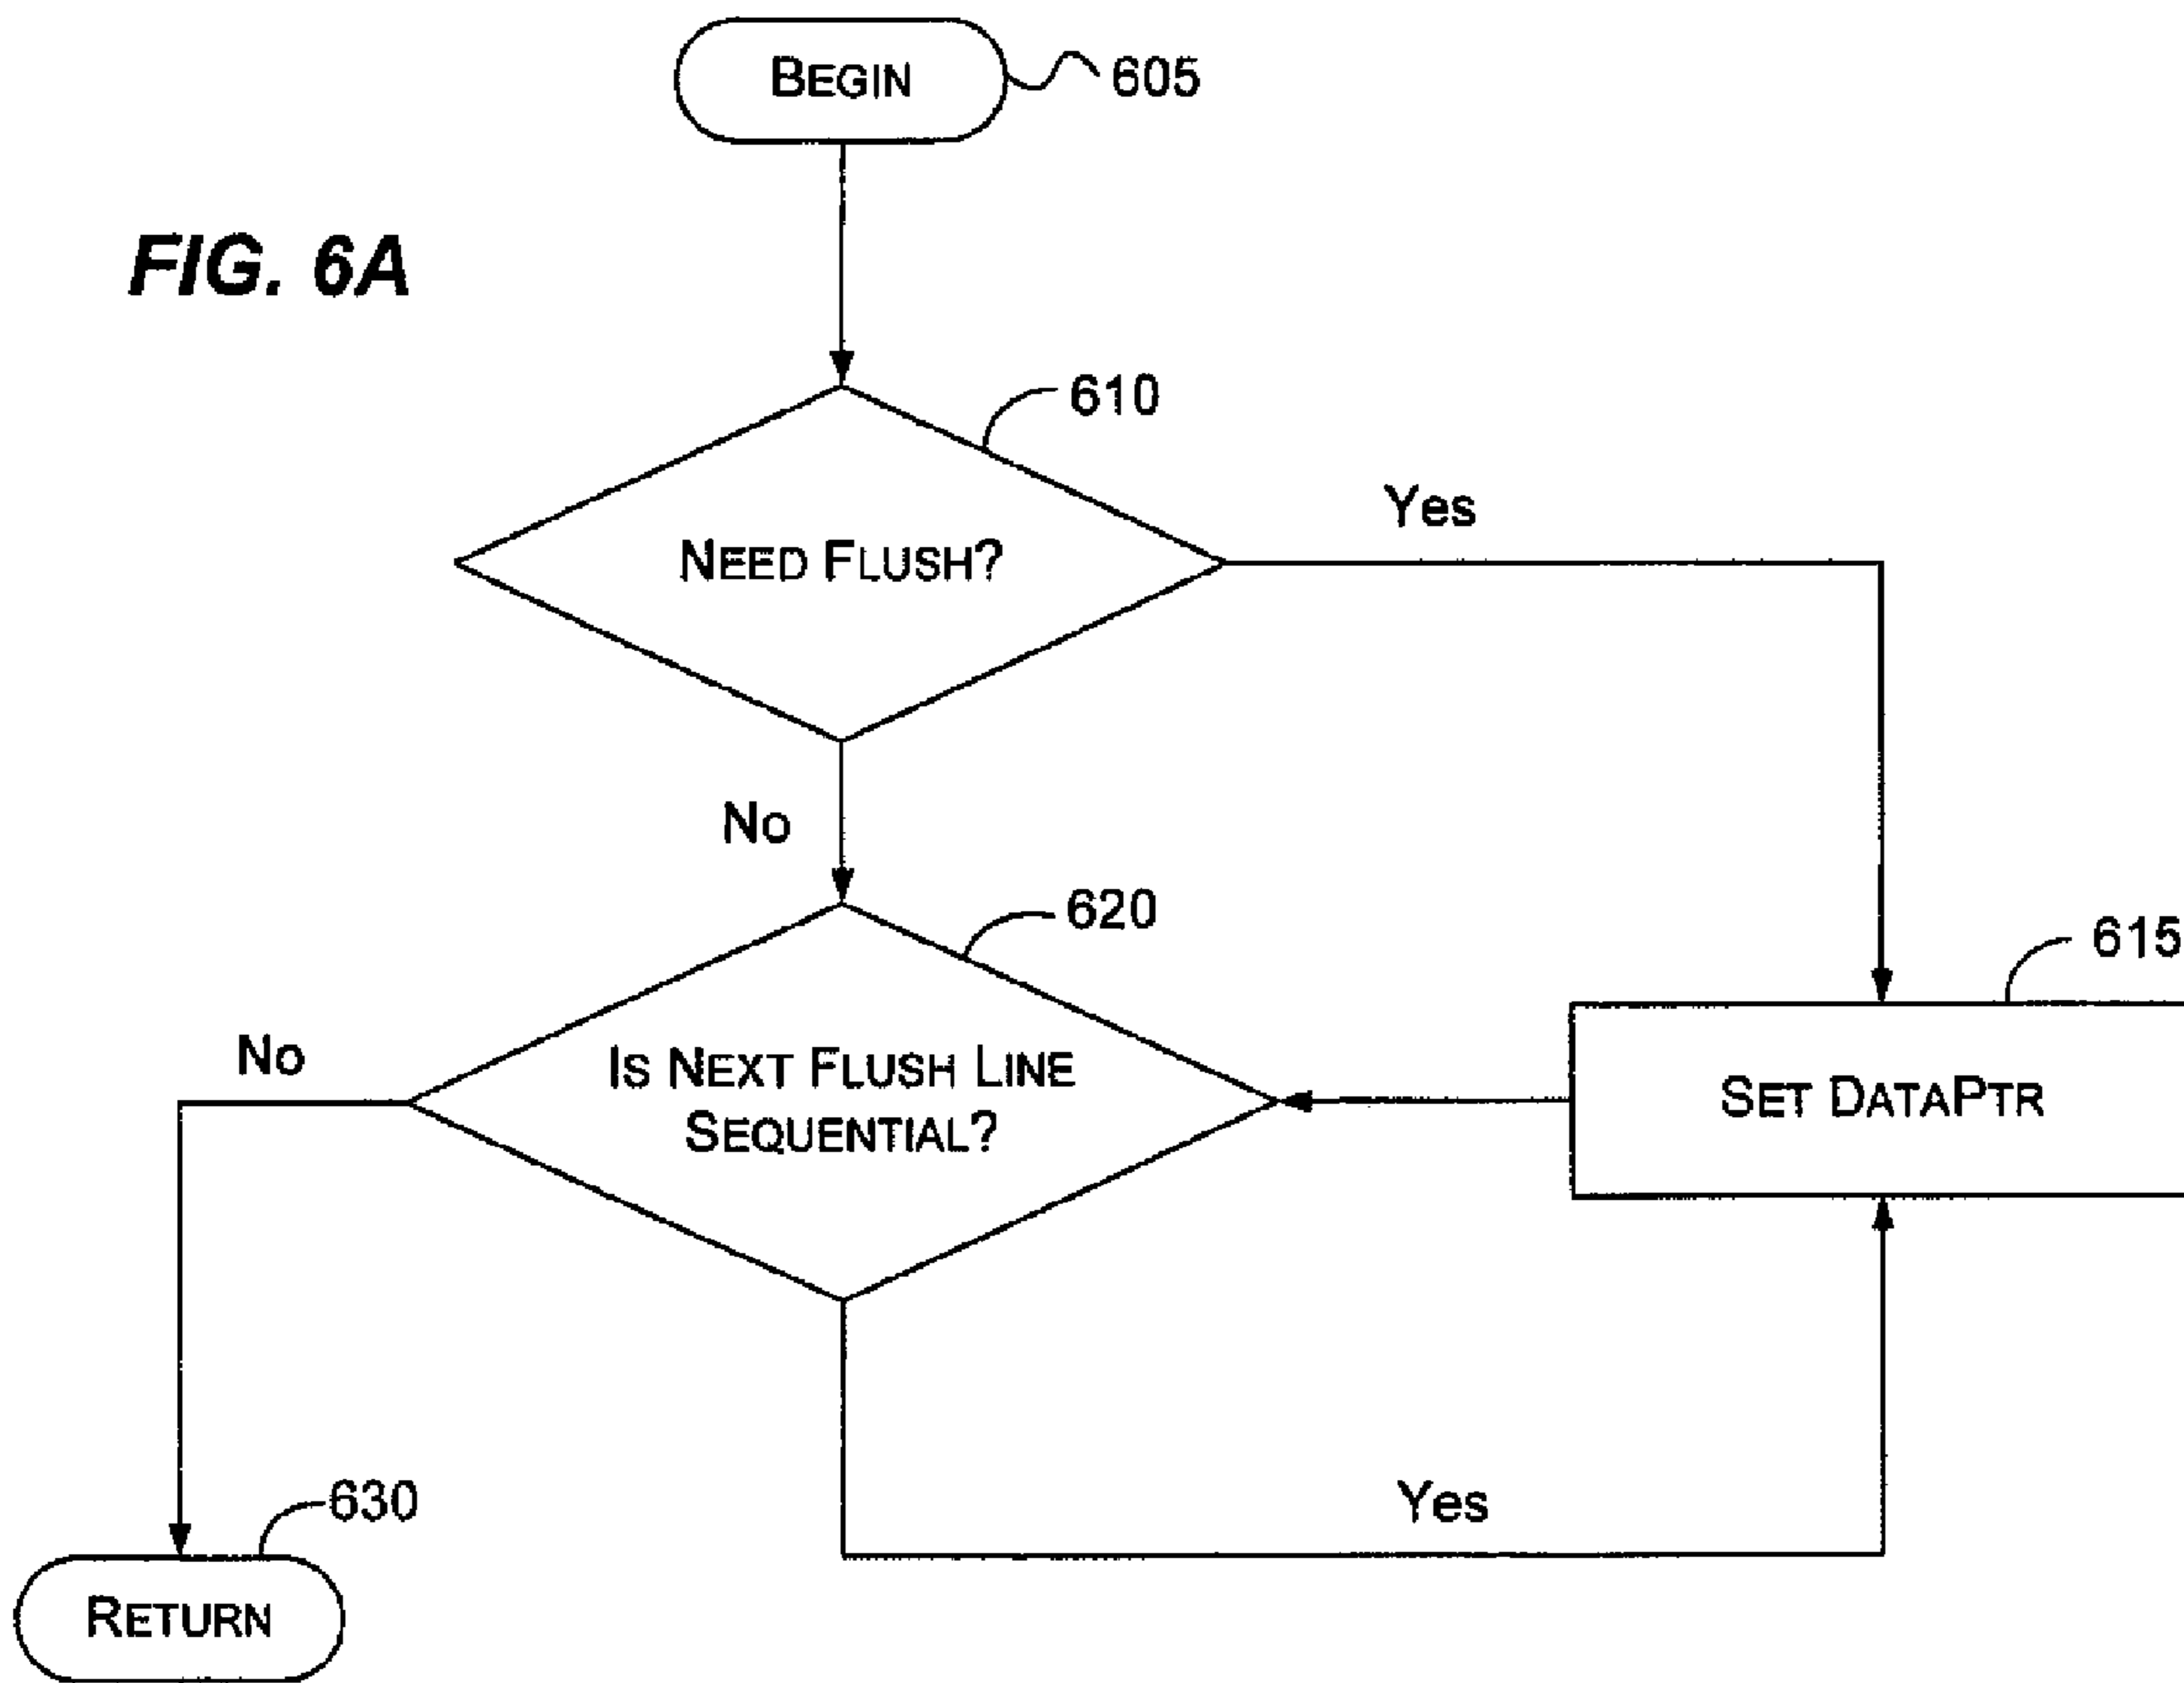 BEGIN
605
FIG. 6A
610
Yes
NEED FLUSH?
No
620
615
No
IS NEXT FLUSH LINE
SEQUENTIAL?
SET DATAPTR
630
Yes
RETURN